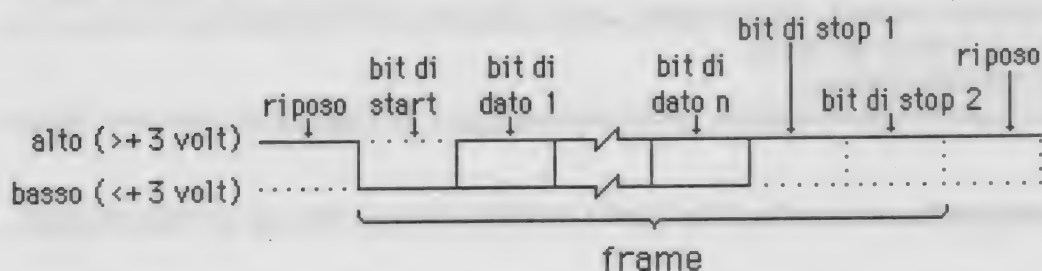 bit di stop 1
riposo
bit di start
bit di dato 1
bit di dato n
riposo
bit di stop 2
alto (>+3 volt)
basso (<+3 volt)
frame